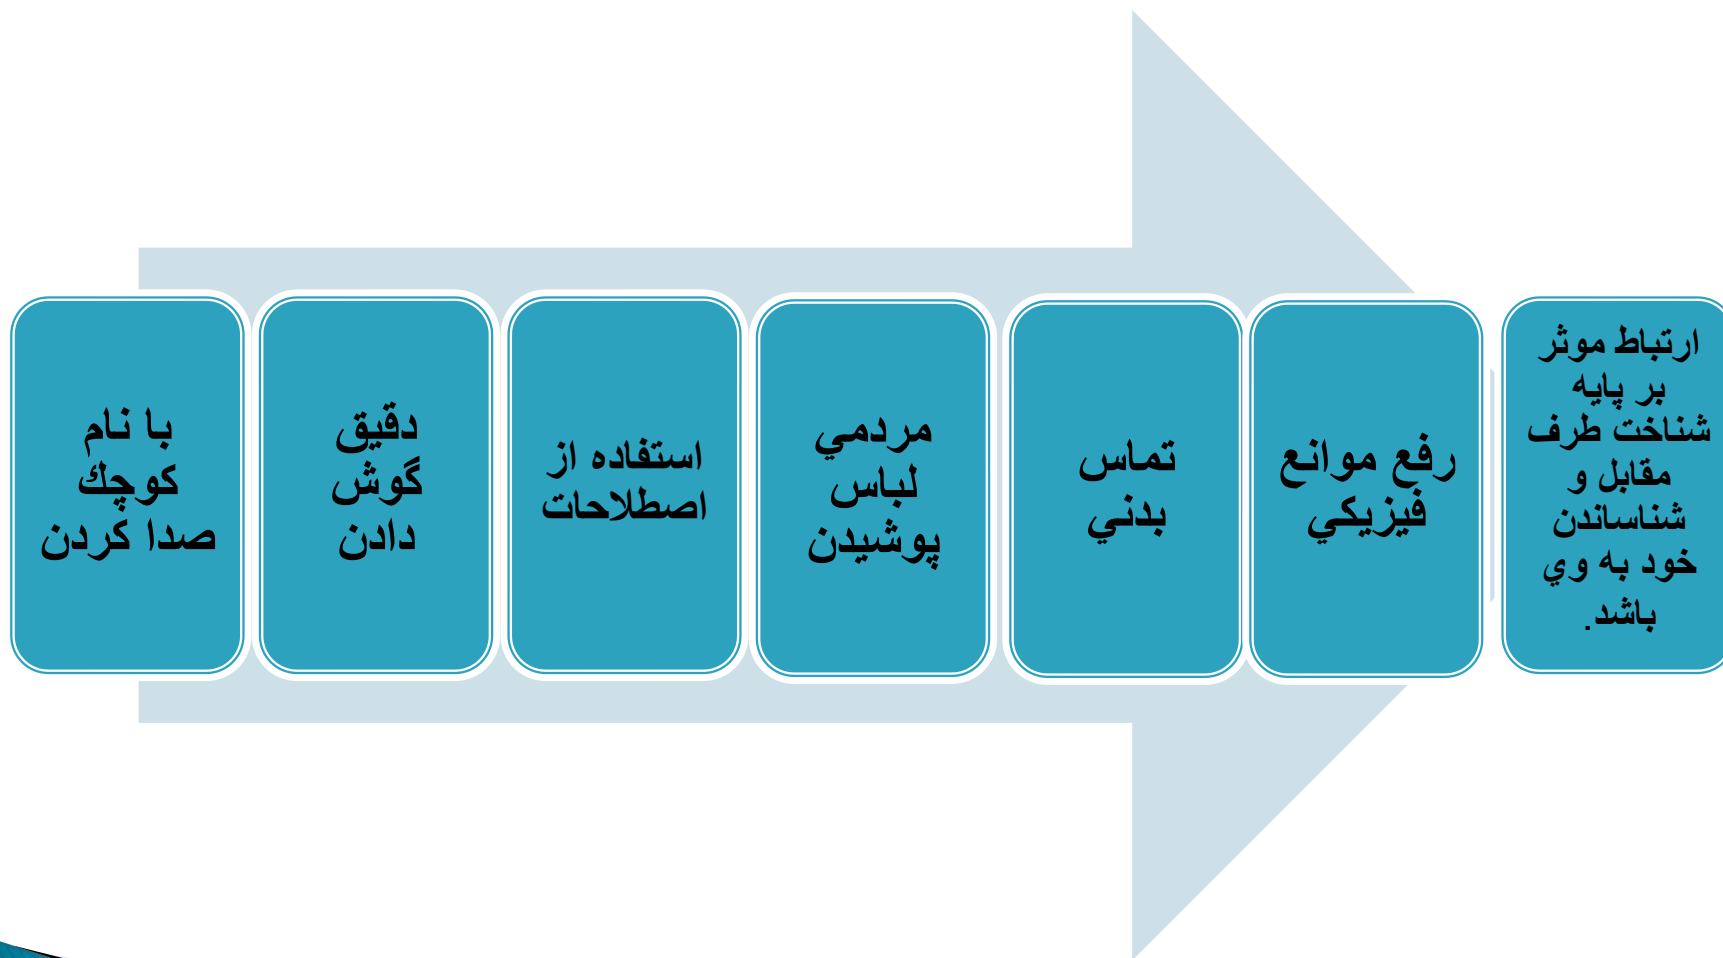 با نام
كوچك
صدا كردن
دقيق
گوش
دادن
استفاده از
اصطلاحات
مردمي
لباس
پوشيدن
تماس
بدني
رفع موانع
فيزيكي
ارتباط موثر
بر پايه
شناخت طرف
مقابل و
شناساندن
خود به وي
باشد.